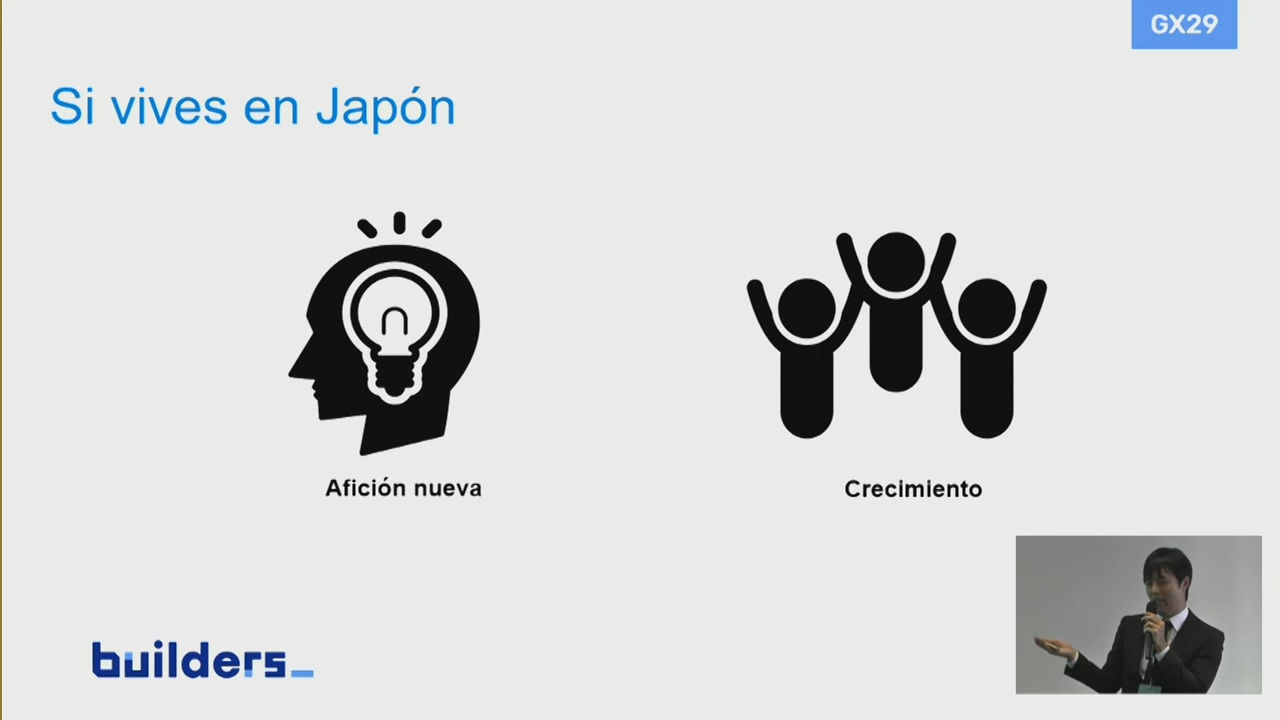 GX29
Si vives en Japón
Afición nueva
Crecimiento
builders_